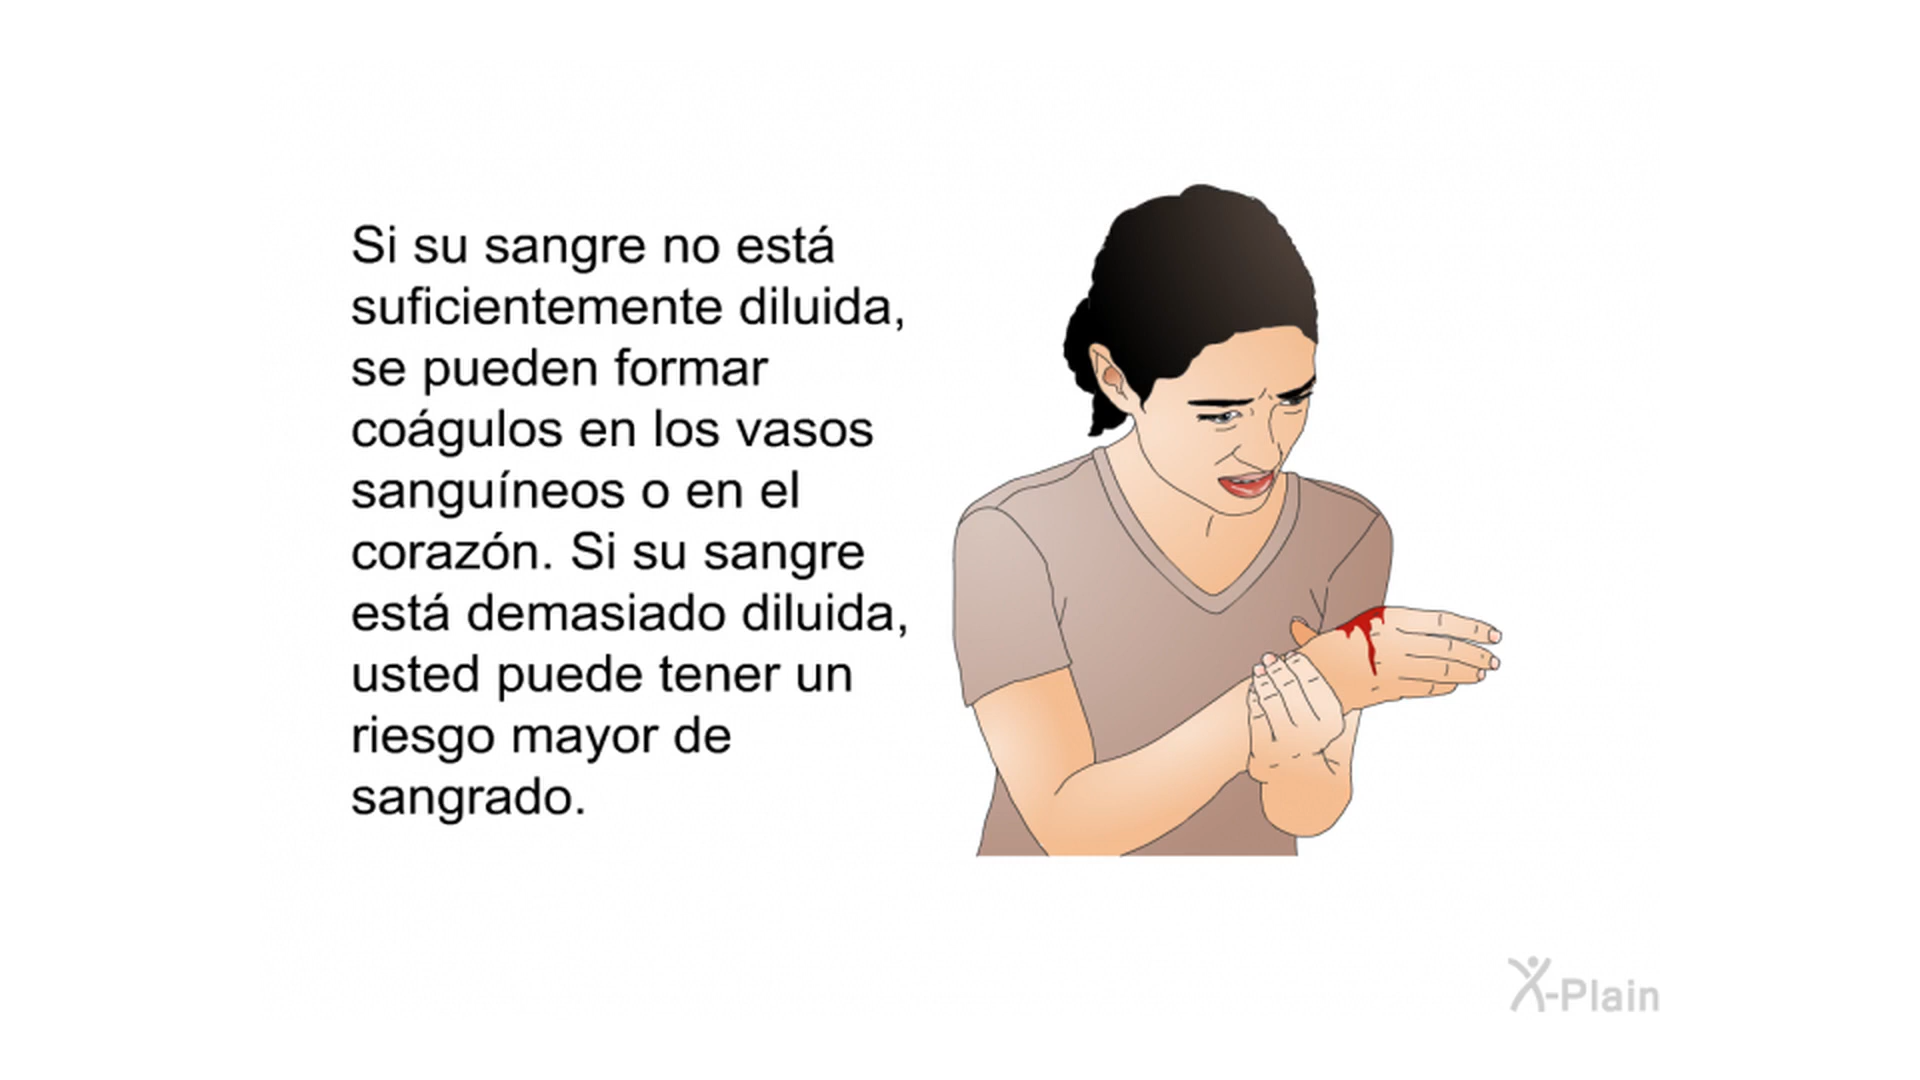 Si su sangre no está
suficientemente diluida,
se pueden formar
coágulos en los vasos
sanguíneos o en el
corazón. Si su sangre
está demasiado diluida,
usted puede tener un
riesgo mayor de
sangrado.
X-Plain